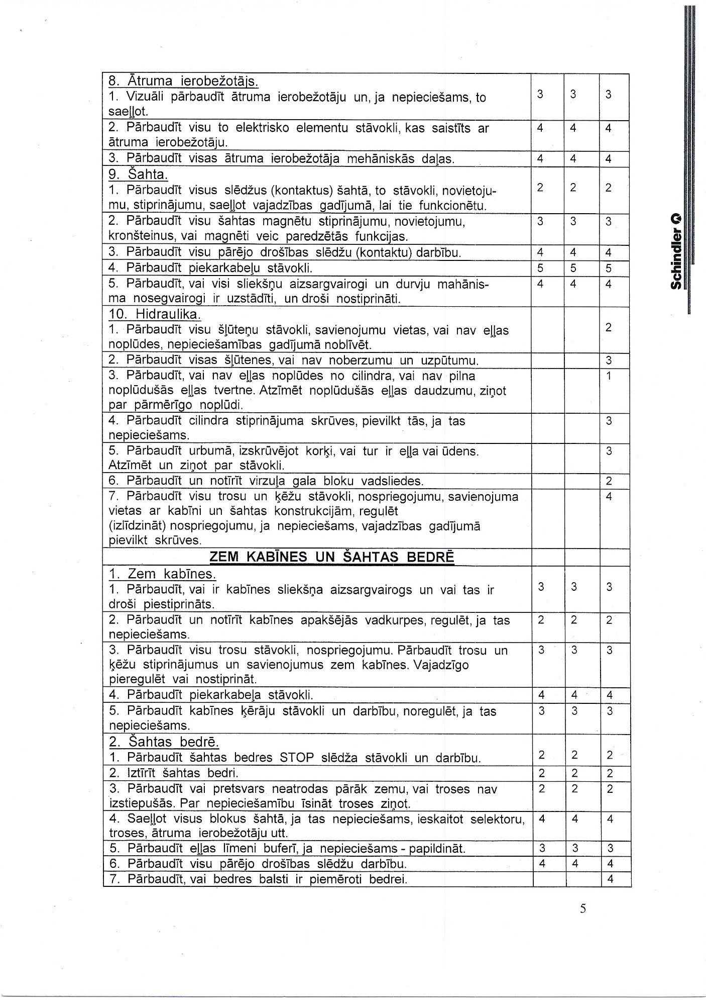 8. Ātruma ierobežotājs.
1. Vizuāli pārbaudīt ātruma ierobežotāju un, ja nepieciešams, to 3 3 3
saeļļot.
2. Pārbaudīt visu to elektrisko elementu stāvokli, kas saistīts ar 4 4 4
ātruma ierobežotāju.
3. Pārbaudīt visas ātruma ierobežotāja mehāniskās daļas. 4 4 4
9. Šahta.
1. Pārbaudīt visus slēdžus (kontaktus) šahtā, to stāvokli, novietoju- 2 2 2
mu, stiprinājumu, saeļļot vajadzības gadījumā, lai tie funkcionētu.
2. Pārbaudīt visu šahtas magnētu stiprinājumu, novietojumu, 3 3 3
kronšteinus, vai magnēti veic paredzētās funkcijas.
3. Pārbaudīt visu pārējo drošības slēdžu (kontaktu) darbību. 4 4 4
4. Pārbaudīt piekarkabeļu stāvokli. 5 5 5
5. Pārbaudīt, vai visi sliekšņu aizsargvairogi un durvju mahānis- 4 4 4
ma nosegvairogi ir uzstādīti, un droši nostiprināti.
10. Hidraulika.
1. Pārbaudīt visu šļūteņu stāvokli, savienojumu vietas, vai nav eļļas 2
noplūdes, nepieciešamības gadījumā noblīvēt.
2. Pārbaudīt visas šļūtenes, vai nav noberzumu un uzpūtumu. 3
3. Pārbaudīt, vai nav eļļas noplūdes no cilindra, vai nav pilna 1
noplūdušās eļļas tvertne. Atzīmēt noplūdušās eļļas daudzumu, ziņot
par pārmērīgo noplūdi.
4. Pārbaudīt cilindra stiprinājuma skrūves, pievilkt tās, ja tas 3
nepieciešams.
5. Pārbaudīt urbumā, izskrūvējot korķi, vai tur ir eļļa vai ūdens. 3
Atzīmēt un ziņot par stāvokli.
6. Pārbaudīt un notīrīt virzuļa gala bloku vadsliedes. 2
7. Pārbaudīt visu trosu un ķēžu stāvokli, nospriegojumu, savienojuma 4
vietas ar kabīni un šahtas konstrukcijām, regulēt
(izlīdzināt) nospriegojumu, ja nepieciešams, vajadzības gadījumā
pievilkt skrūves.
ZEM KABĪNES UN ŠAHTAS BEDRĒ
1. Zem kabīnes.
1. Pārbaudīt, vai ir kabīnes sliekšņa aizsargvairogs un vai tas ir 3 3 3
droši piestiprināts.
2. Pārbaudīt un notīrīt kabīnes apakšējās vadkurpes, regulēt, ja tas 2 2 2
nepieciešams.
3. Pārbaudīt visu trosu stāvokli, nospriegojumu. Pārbaudīt trosu un 3 3 3
ķēžu stiprinājumus un savienojumus zem kabīnes. Vajadzīgo
pieregulēt vai nostiprināt.
4. Pārbaudīt piekarkabeļa stāvokli. 4 4 4
5. Pārbaudīt kabīnes ķērāju stāvokli un darbību, noregulēt, ja tas 3 3 3
nepieciešams.
2. Šahtas bedrē.
1. Pārbaudīt šahtas bedres STOP slēdža stāvokli un darbību. 2 2 2
2. Iztīrīt šahtas bedri. 2 2 2
3. Pārbaudīt vai pretsvars neatrodas pārāk zemu, vai troses nav 2 2 2
izstiepušās. Par nepieciešamību īsināt troses ziņot.
4. Saeļļot visus blokus šahtā, ja tas nepieciešams, ieskaitot selektoru, 4 4 4
troses, ātruma ierobežotāju utt.
5. Pārbaudīt eļļas līmeni buferī, ja nepieciešams - papildināt. 3 3 3
6. Pārbaudīt visu pārējo drošības slēdžu darbību. 4 4 4
7. Pārbaudīt, vai bedres balsti ir piemēroti bedrei. 4
5
Schindler